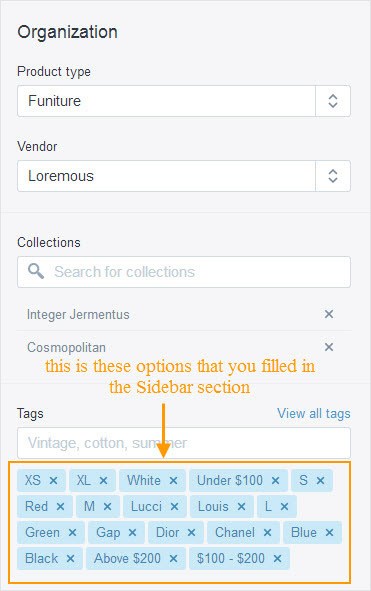 Organization
Product type
Funiture
Vendor
Loremous
Collections
Search for collections
Integer Jermentus ×
Cosmopolitan ×
this is these options that you filled in
the Sidebar section
Tags View all tags
Vintage, cotton, summer
XS × XL × White × Under $100 × S ×
Red × M × Lucci × Louis × L ×
Green × Gap × Dior × Chanel × Blue ×
Black × Above $200 × $100 - $200 ×